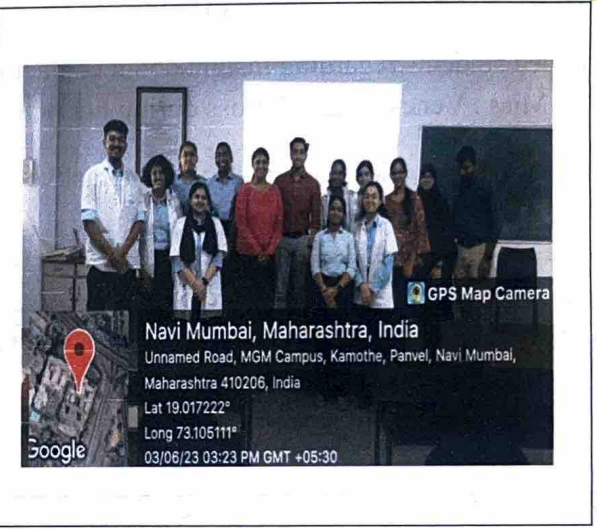 GPS Map Camera
Navi Mumbai, Maharashtra, India
Unnamed Road, MGM Campus, Kamothe, Panvel, Navi Mumbai,
Maharashtra 410206, India
Lat 19.017222°
Long 73.105111°
03/06/23 03:23 PM GMT +05:30
Google